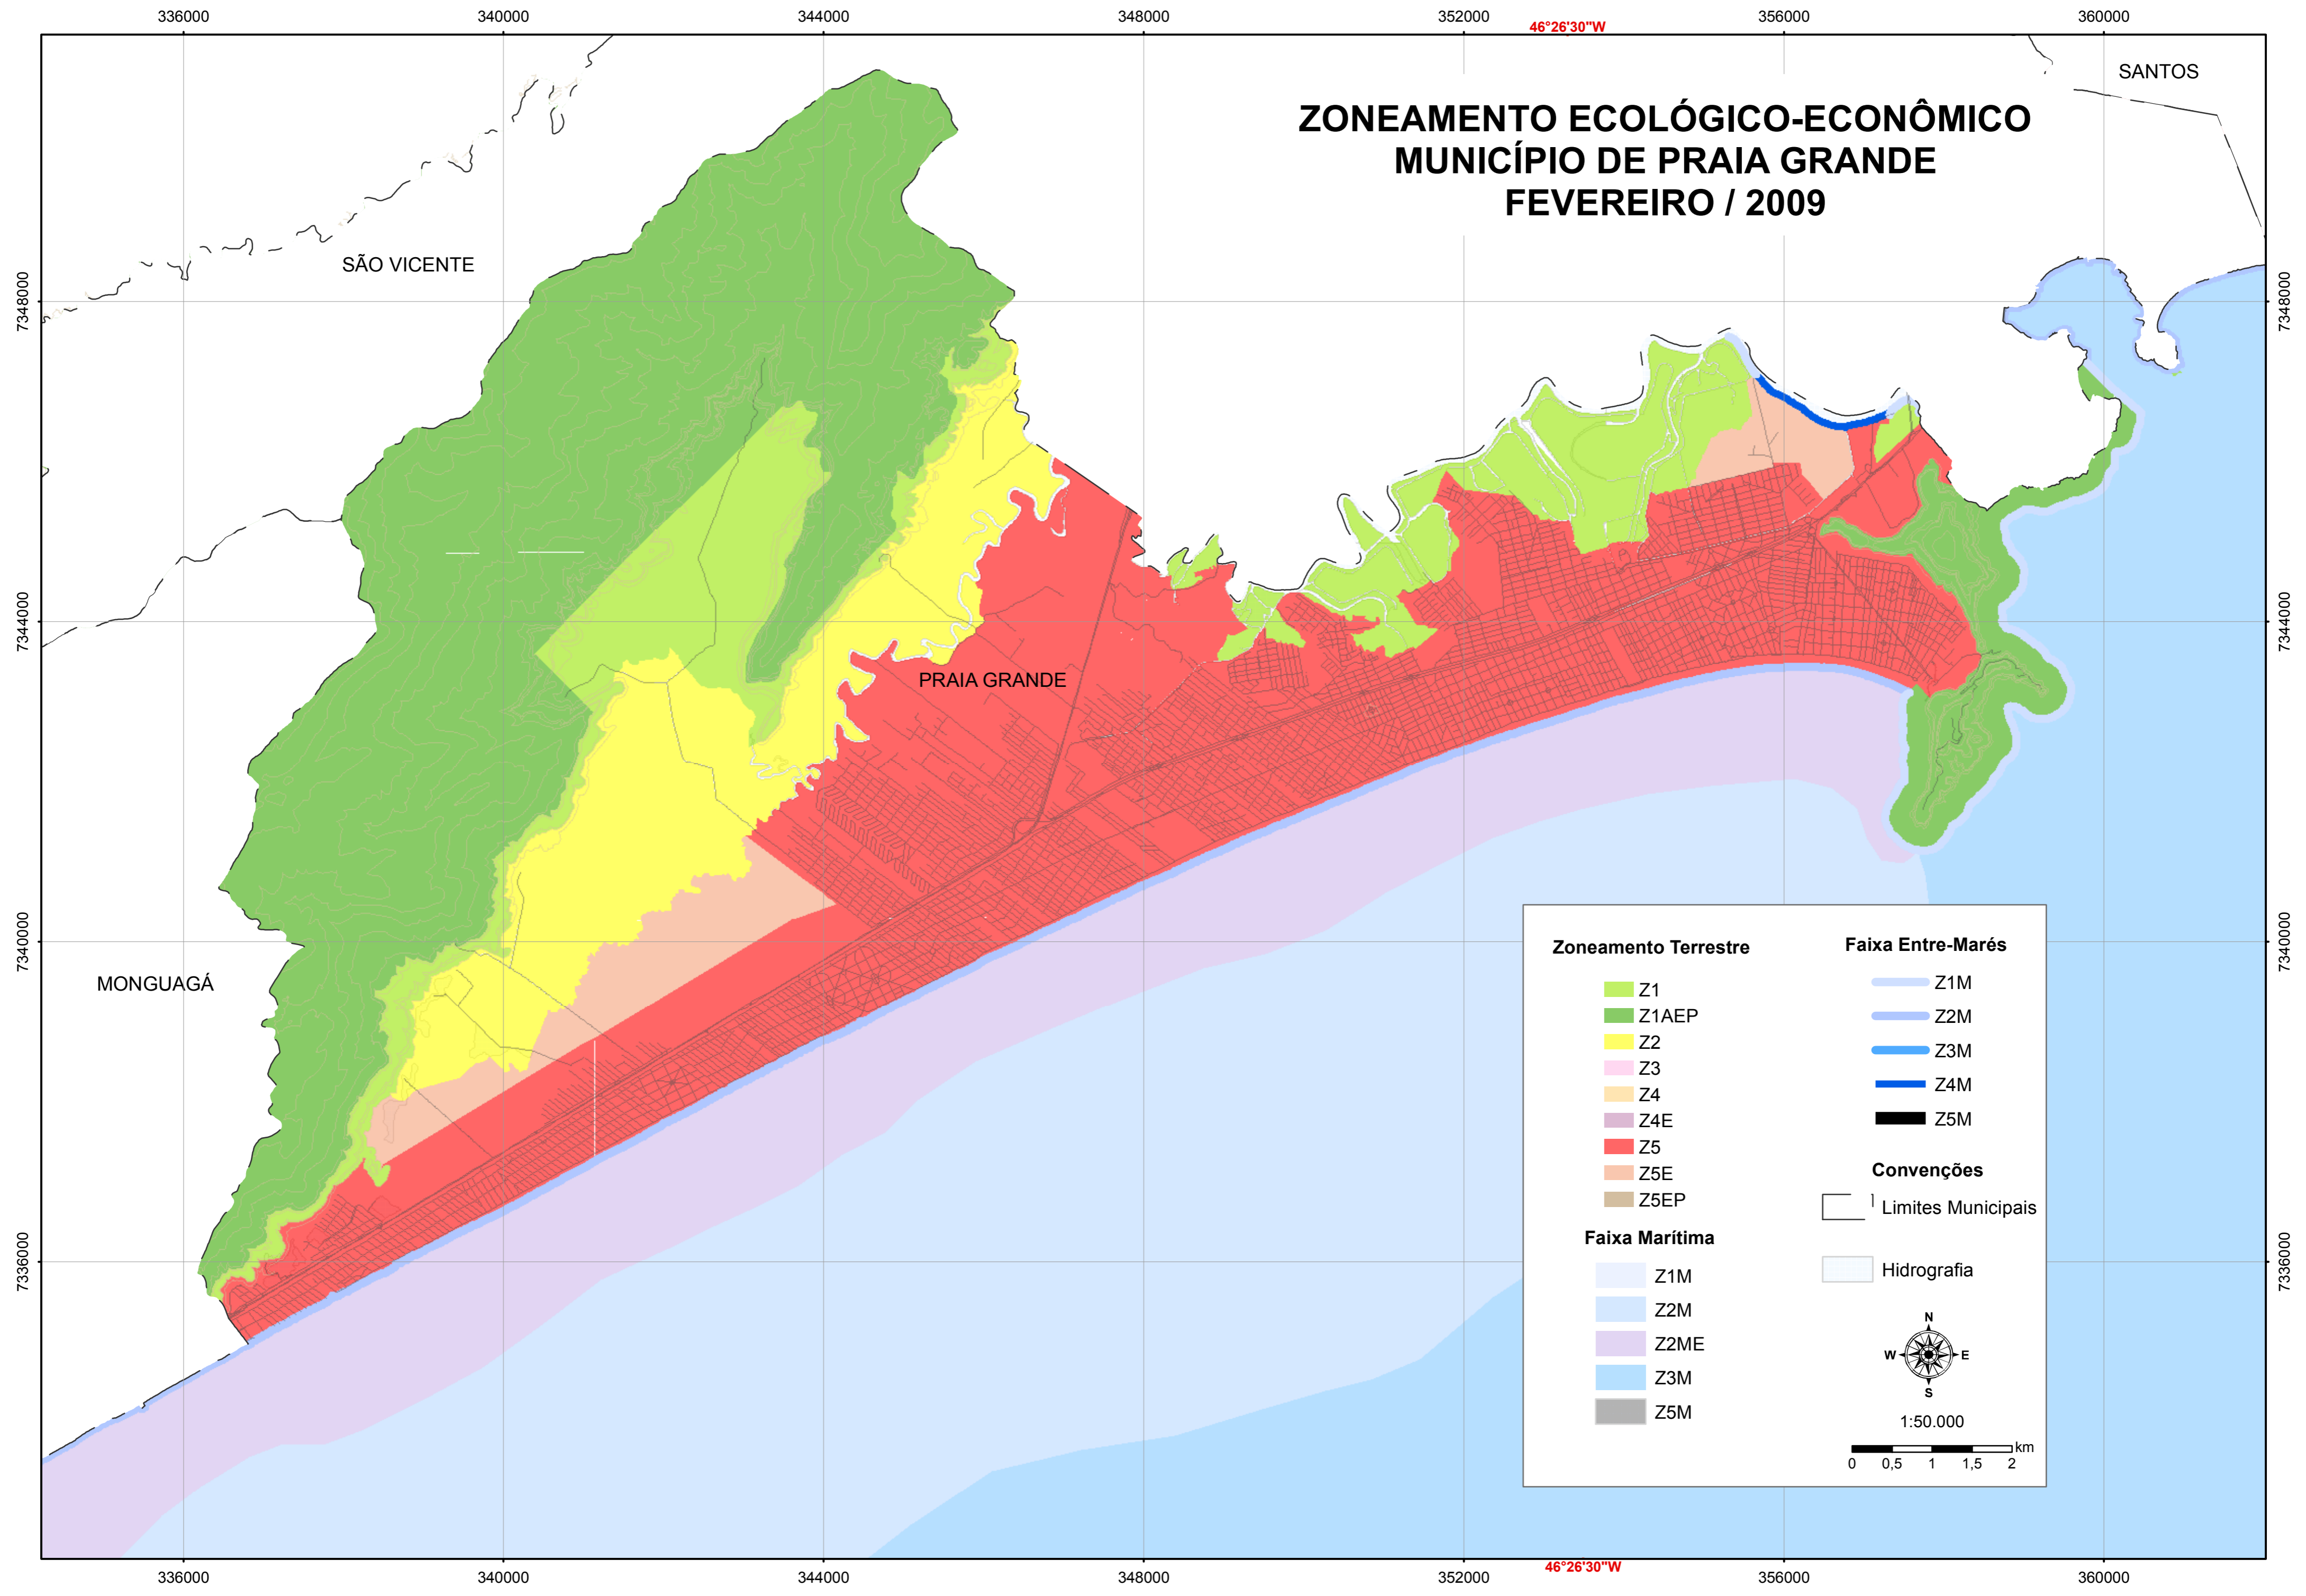 336000
340000
344000
348000
352000
356000
360000
46°26'30"W
SANTOS
ZONEAMENTO ECOLÓGICO-ECONÔMICO
MUNICÍPIO DE PRAIA GRANDE
FEVEREIRO / 2009
SÃO VICENTE
7348000
7348000
7344000
7344000
PRAIA GRANDE
7340000
7340000
MONGUAGÁ
7336000
7336000
Zoneamento Terrestre
Z1
Z1AEP
Z2
Z3
Z4
Z4E
Z5
Z5E
Z5EP
Faixa Marítima
Z1M
Z2M
Z2ME
Z3M
Z5M
Faixa Entre-Marés
Z1M
Z2M
Z3M
Z4M
Z5M
Convenções
Limites Municipais
Hidrografia
N
W E
S
1:50.000
km
0 0,5 1 1,5 2
46°26'30"W
336000
340000
344000
348000
352000
356000
360000